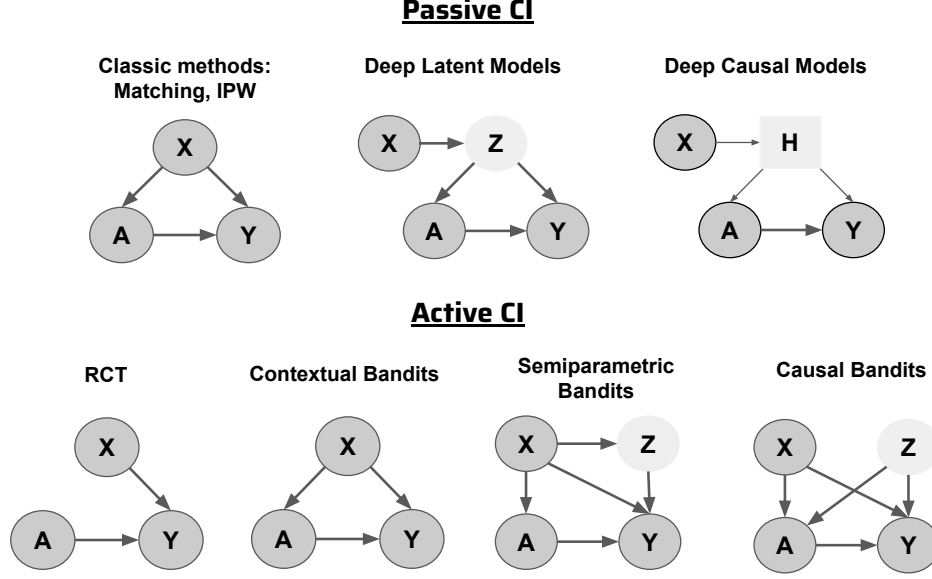 Passive CI
Classic methods:
Matching, IPW
X
A
Y
Deep Latent Models
X
Z
A
Y
Deep Causal Models
X
H
A
Y
Active CI
RCT
X
A
Y
Contextual Bandits
X
A
Y
Semiparametric
Bandits
X
Z
A
Y
Causal Bandits
X
Z
A
Y